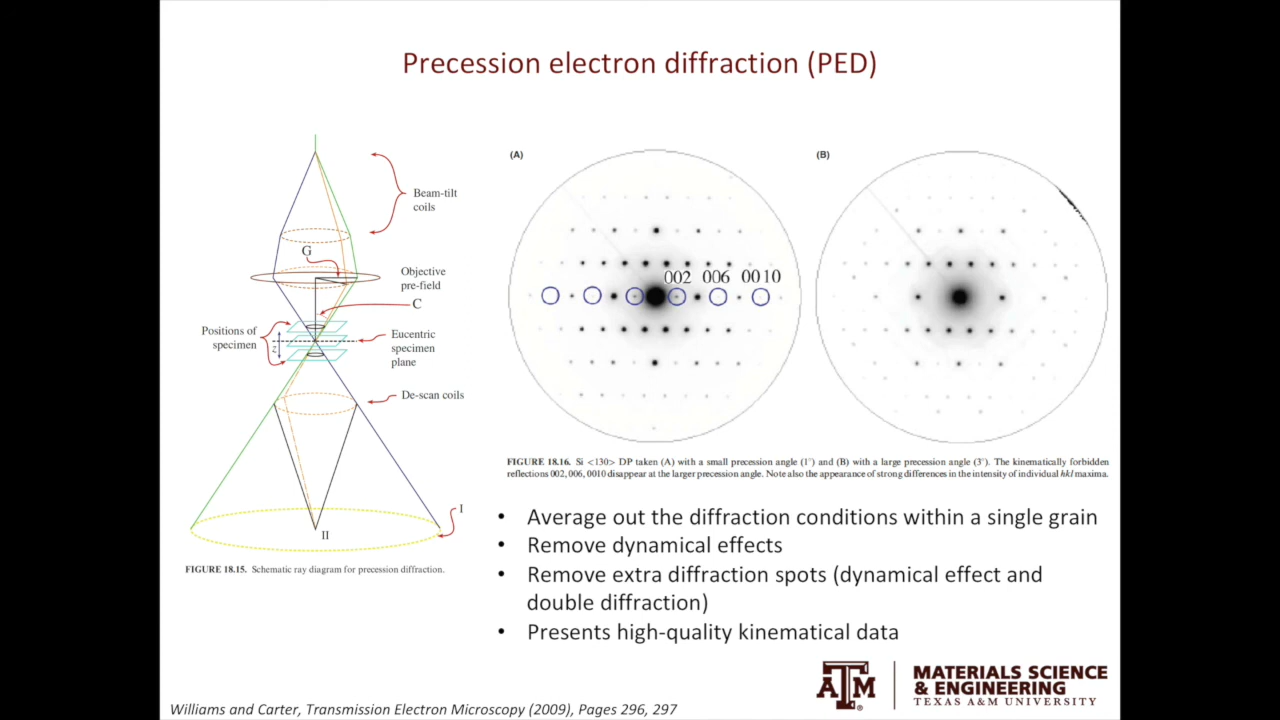 Precession electron diffraction (PED)
Beam-tilt
coils
G
Objective
pre-field
C
Positions of
specimen
z
Eucentric
specimen
plane
De-scan coils
I
II
FIGURE 18.15. Schematic ray diagram for precession diffraction.
(A)
(B)
002 006 0010
FIGURE 18.16. Si <130> DP taken (A) with a small precession angle (1°) and (B) with a large precession angle (3°). The kinematically forbidden
reflections 002, 006, 0010 disappear at the larger precession angle. Note also the appearance of strong differences in the intensity of individual hkl maxima.
• Average out the diffraction conditions within a single grain
• Remove dynamical effects
• Remove extra diffraction spots (dynamical effect and
double diffraction)
• Presents high-quality kinematical data
ATM
MATERIALS SCIENCE
& ENGINEERING
TEXAS A&M UNIVERSITY
Williams and Carter, Transmission Electron Microscopy (2009), Pages 296, 297